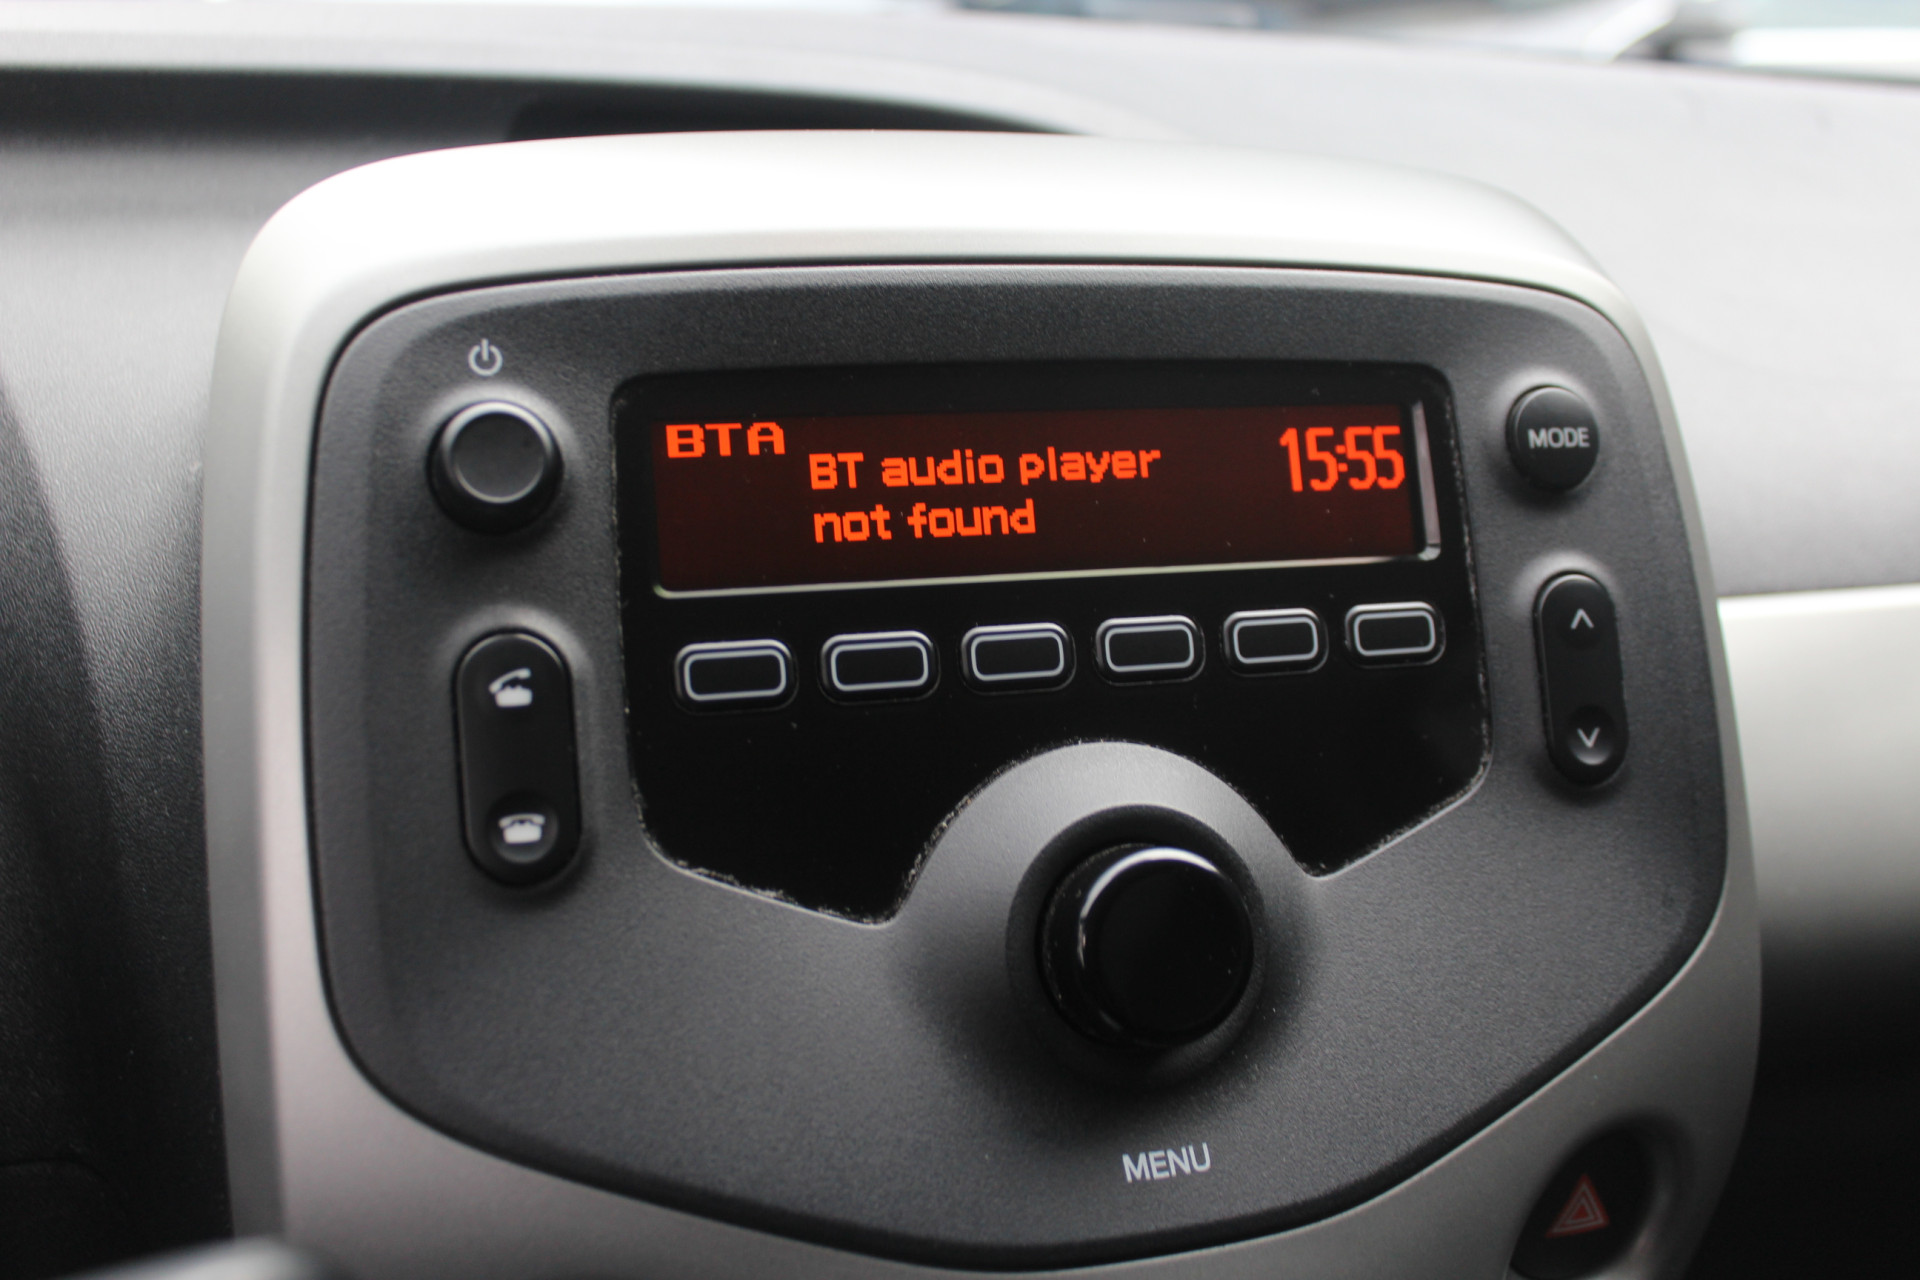 BTA
BT audio player
not found
15:55
MODE
MENU